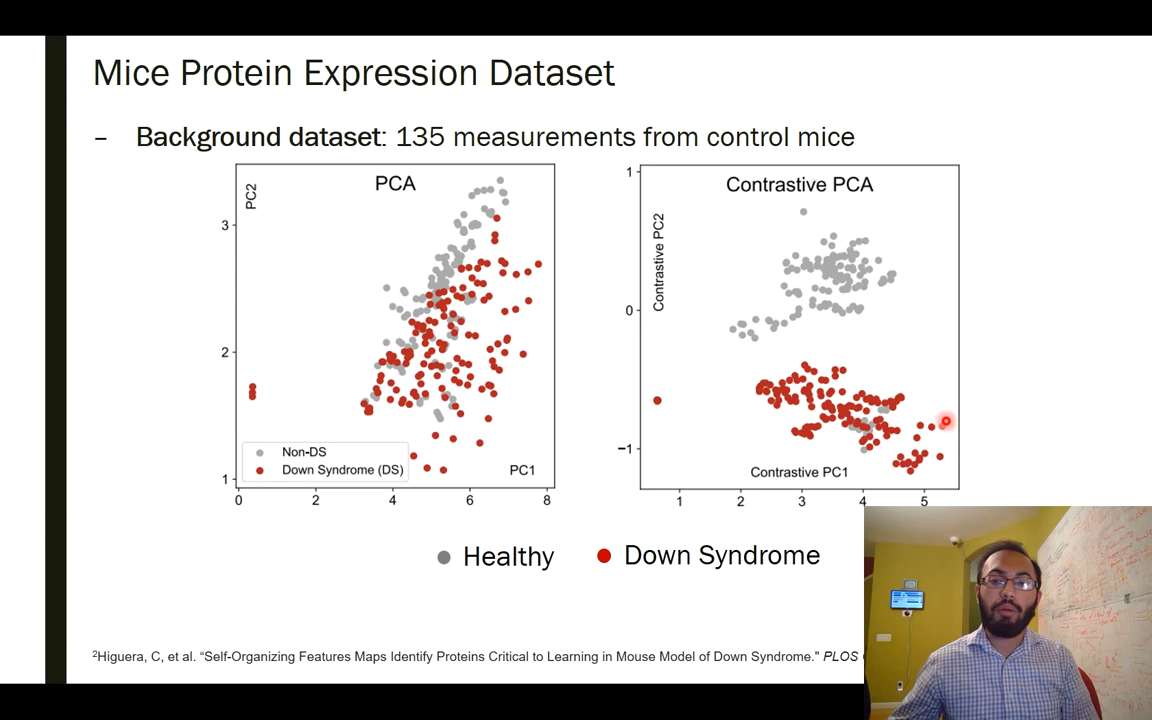 Mice Protein Expression Dataset
– Background dataset: 135 measurements from control mice
PCA
PC2
3
2
1
Non-DS
Down Syndrome (DS)
PC1
0 2 4 6 8
Contrastive PCA
Contrastive PC2
1
0
−1
Contrastive PC1
1 2 3 4 5
Healthy
Down Syndrome
2Higuera, C, et al. “Self-Organizing Features Maps Identify Proteins Critical to Learning in Mouse Model of Down Syndrome." PLOS